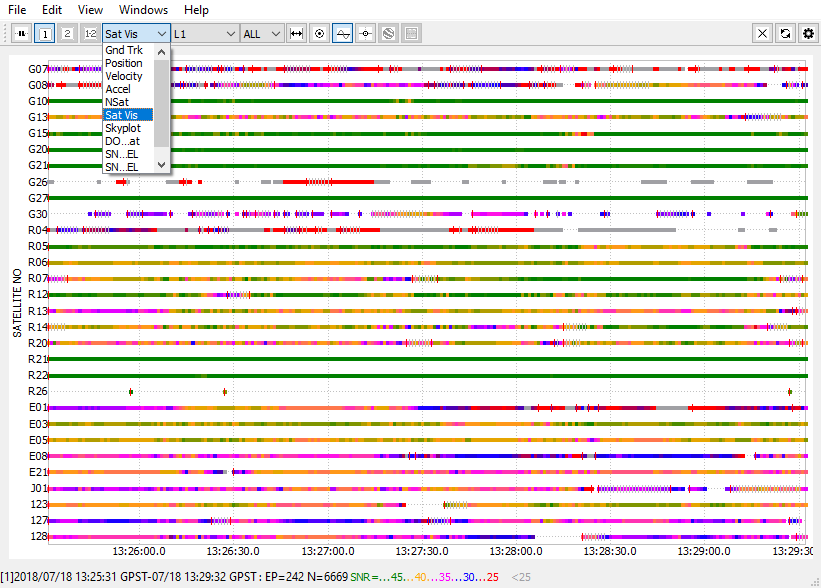 File Edit View Windows Help
1 2 1-2 Sat Vis L1 ALL
Gnd Trk
Position
Velocity
Accel
NSat
Sat Vis
Skyplot
DO...at
SN...EL
SN...EL
SATELLITE NO
G07
G08
G10
G13
G15
G20
G21
G26
G27
G30
R04
R05
R06
R07
R12
R13
R14
R20
R21
R22
R26
E01
E03
E05
E08
E21
J01
123
127
128
13:26:00.0 13:26:30.0 13:27:00.0 13:27:30.0 13:28:00.0 13:28:30.0 13:29:00.0 13:29:30
[1]2018/07/18 13:25:31 GPST-07/18 13:29:32 GPST : EP=242 N=6669 SNR=...45...40...35...30...25 <25